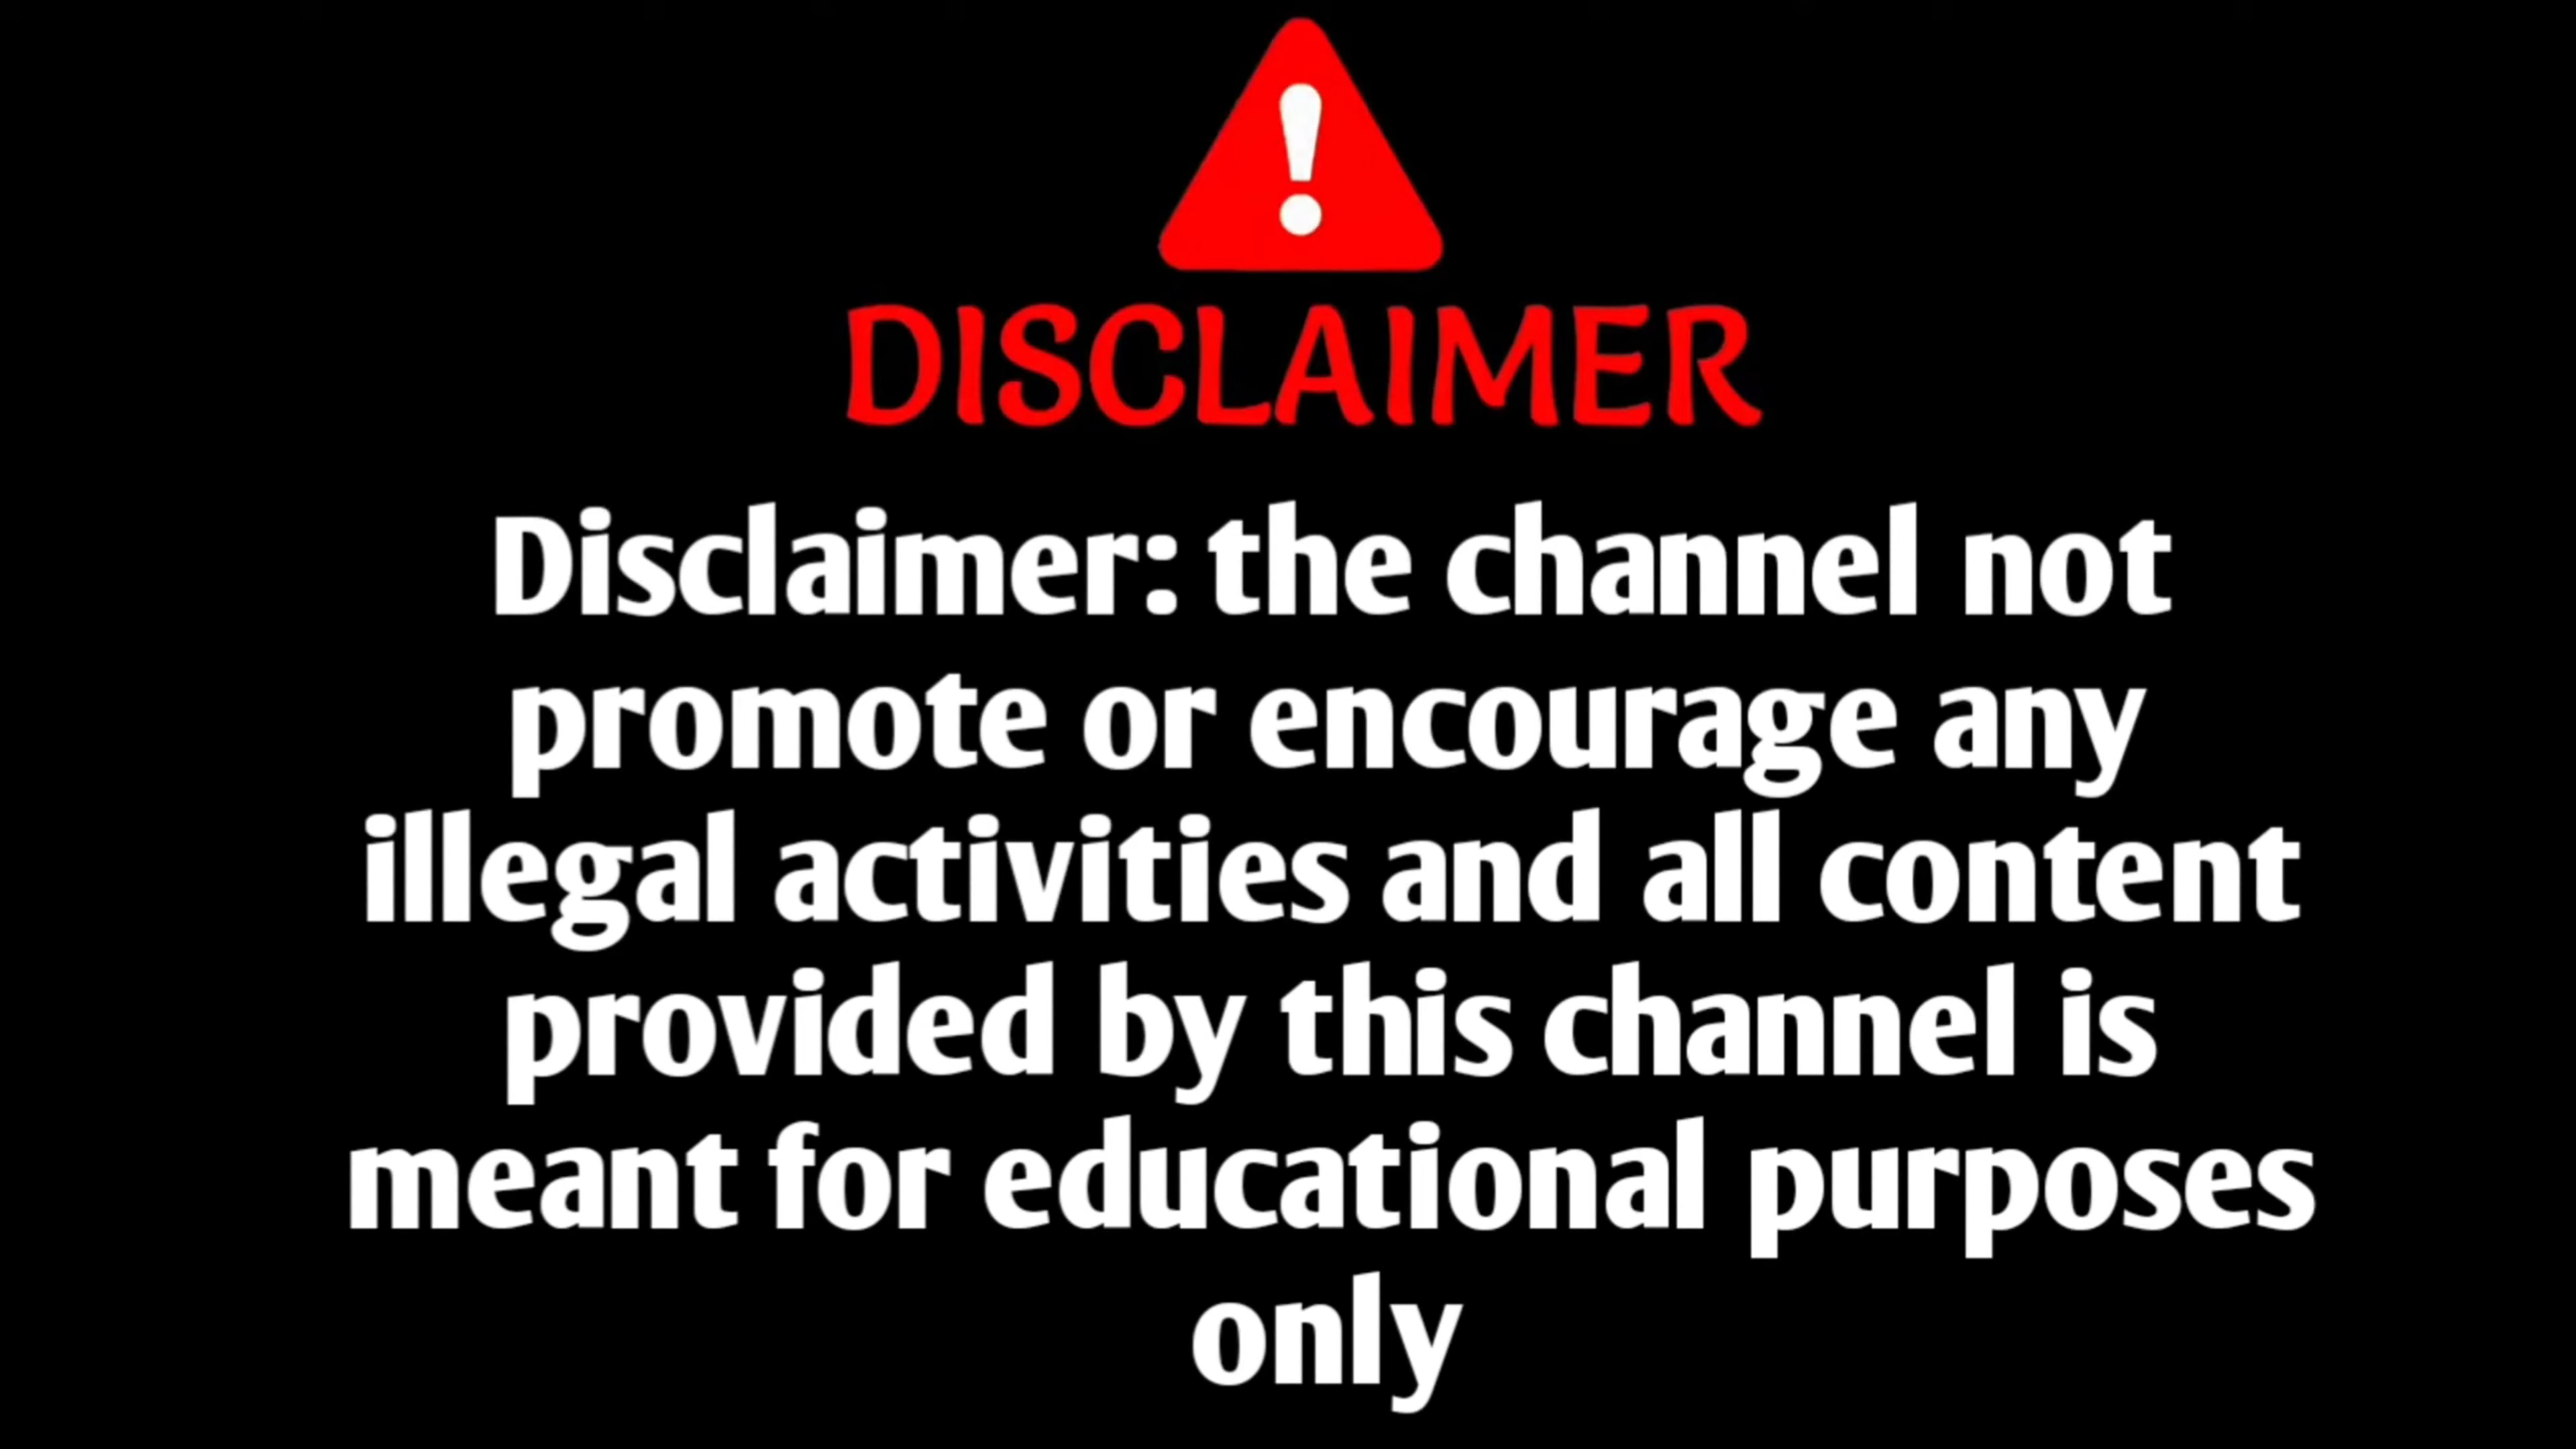 DISCLAIMER
Disclaimer: the channel not
promote or encourage any
illegal activities and all content
provided by this channel is
meant for educational purposes
only